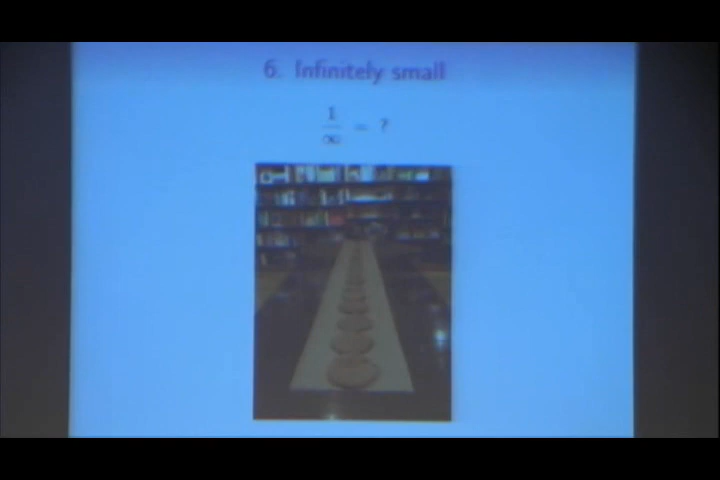 6. Infinitely small
1
∞ = ?